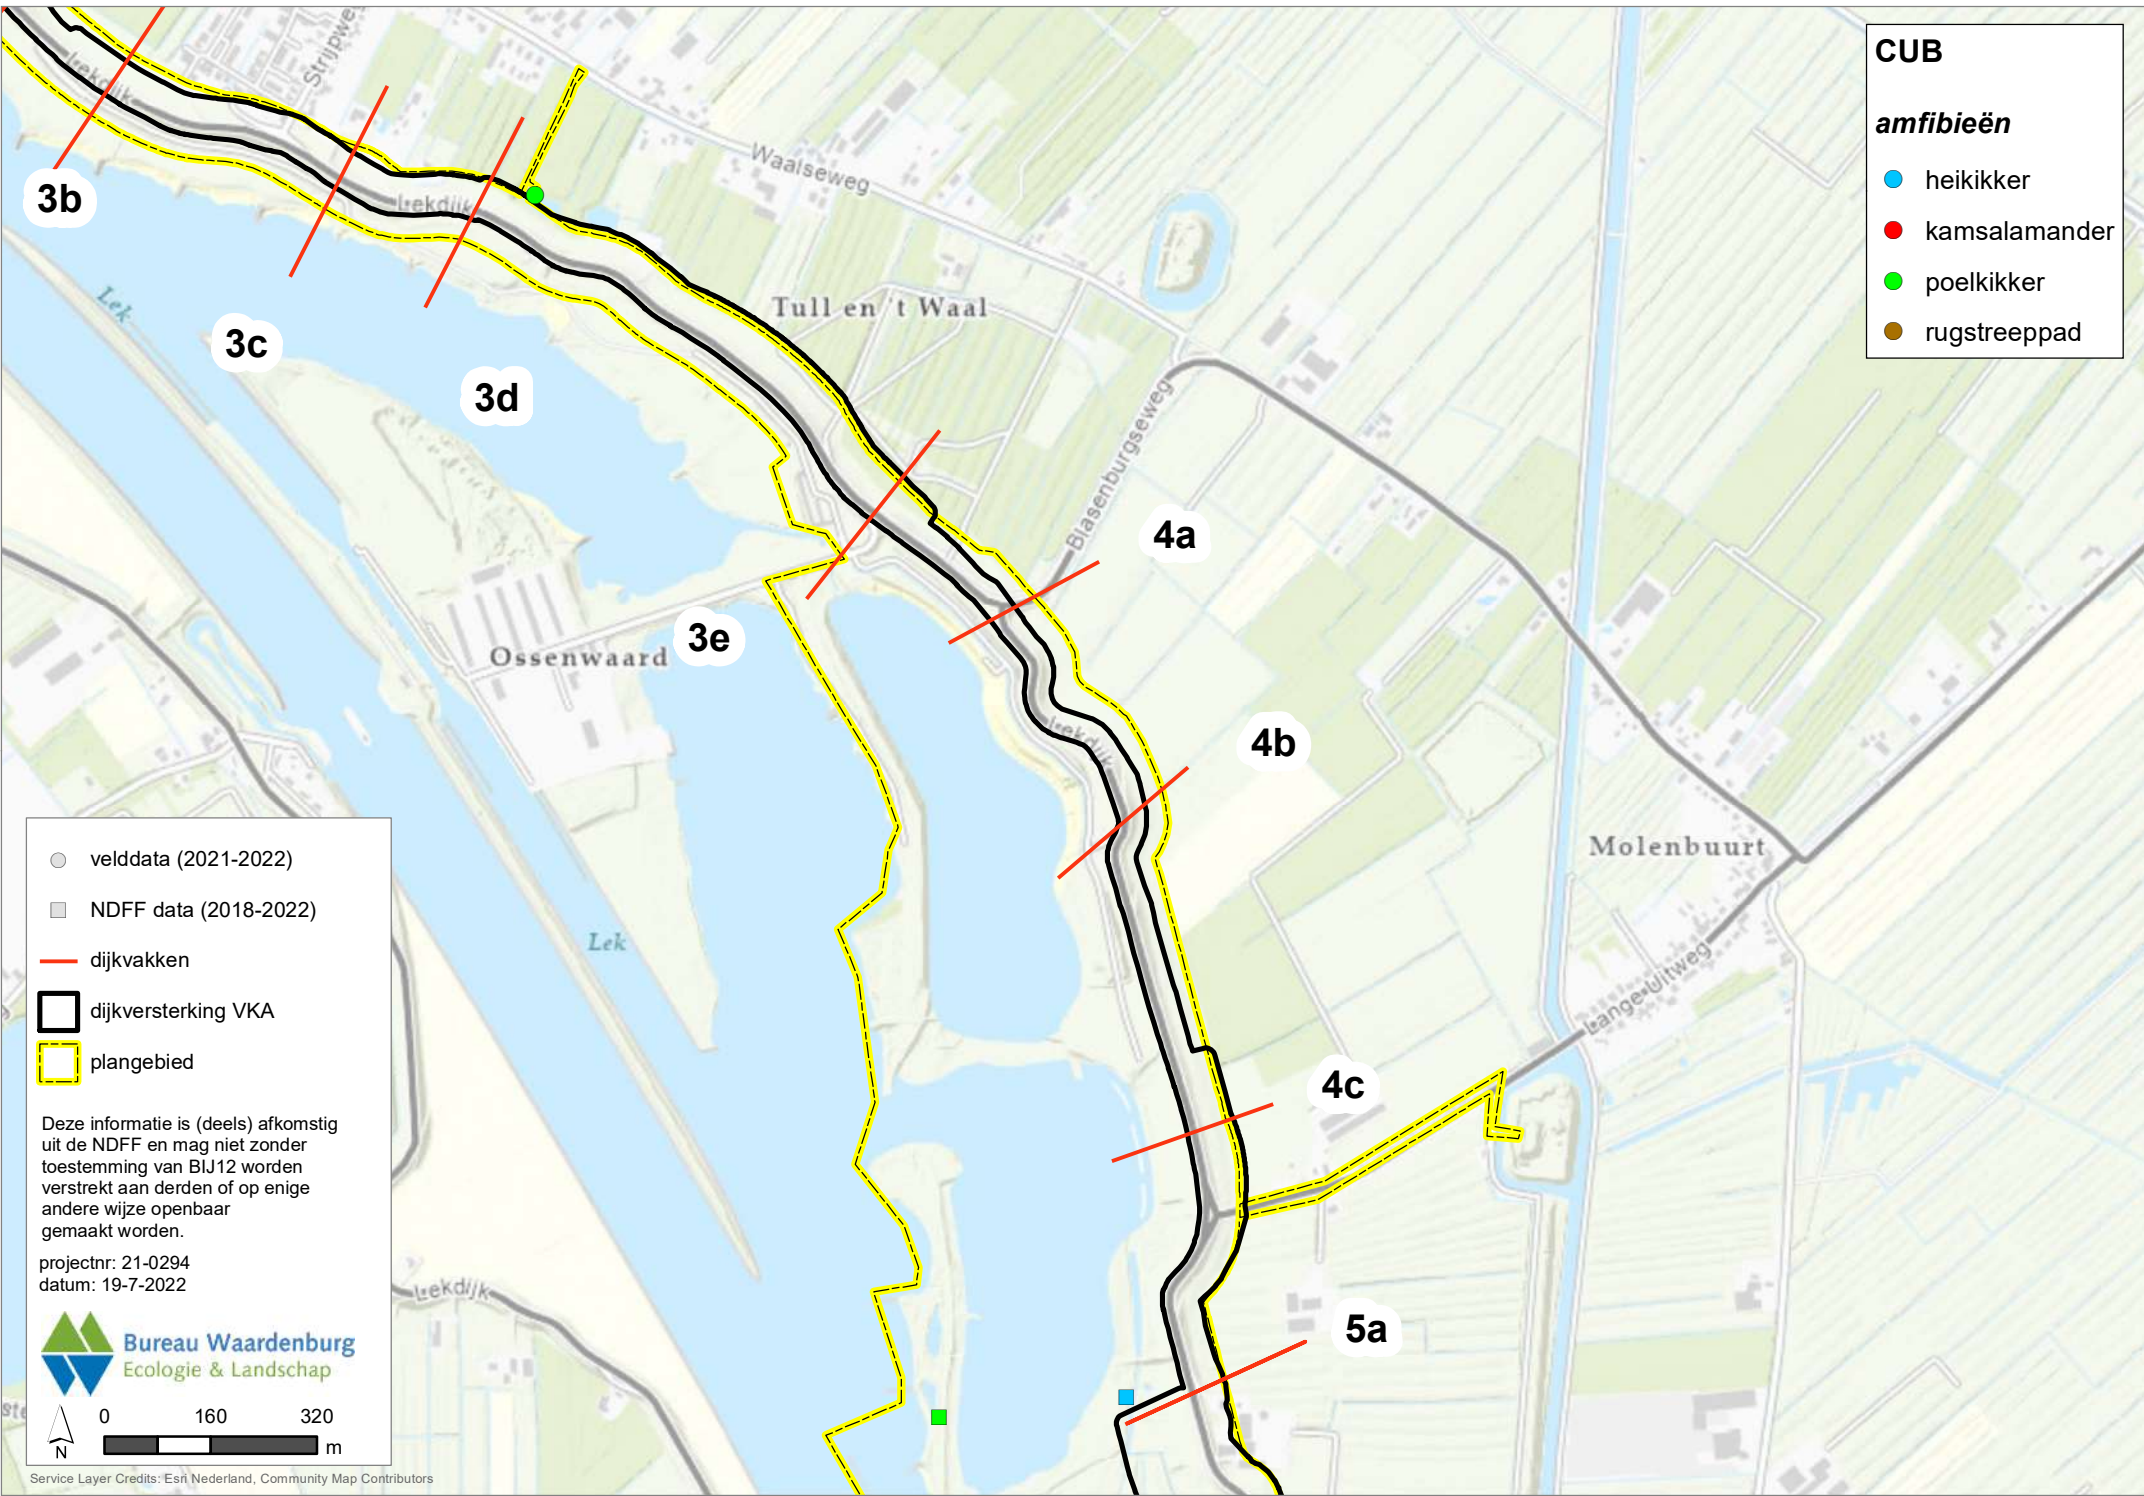 CUB
amfibieën
heikikker
kamsalamander
poelkikker
rugstreeppad
Strijpweg
Lekdijk
3b
Lekdijk
Waalseweg
Lek
3c
Tull en 't Waal
3d
Blasenburgseweg
4a
3e
Ossenwaard
Lekdijk
4b
Molenbuurt
Lek
Lange Uitweg
4c
Lekdijk
5a
velddata (2021-2022)
NDFF data (2018-2022)
dijkvakken
dijkversterking VKA
plangebied
Deze informatie is (deels) afkomstig
uit de NDFF en mag niet zonder
toestemming van BIJ12 worden
verstrekt aan derden of op enige
andere wijze openbaar
gemaakt worden.
projectnr: 21-0294
datum: 19-7-2022
Bureau Waardenburg
Ecologie & Landschap
N
0 160 320
m
Service Layer Credits: Esri Nederland, Community Map Contributors